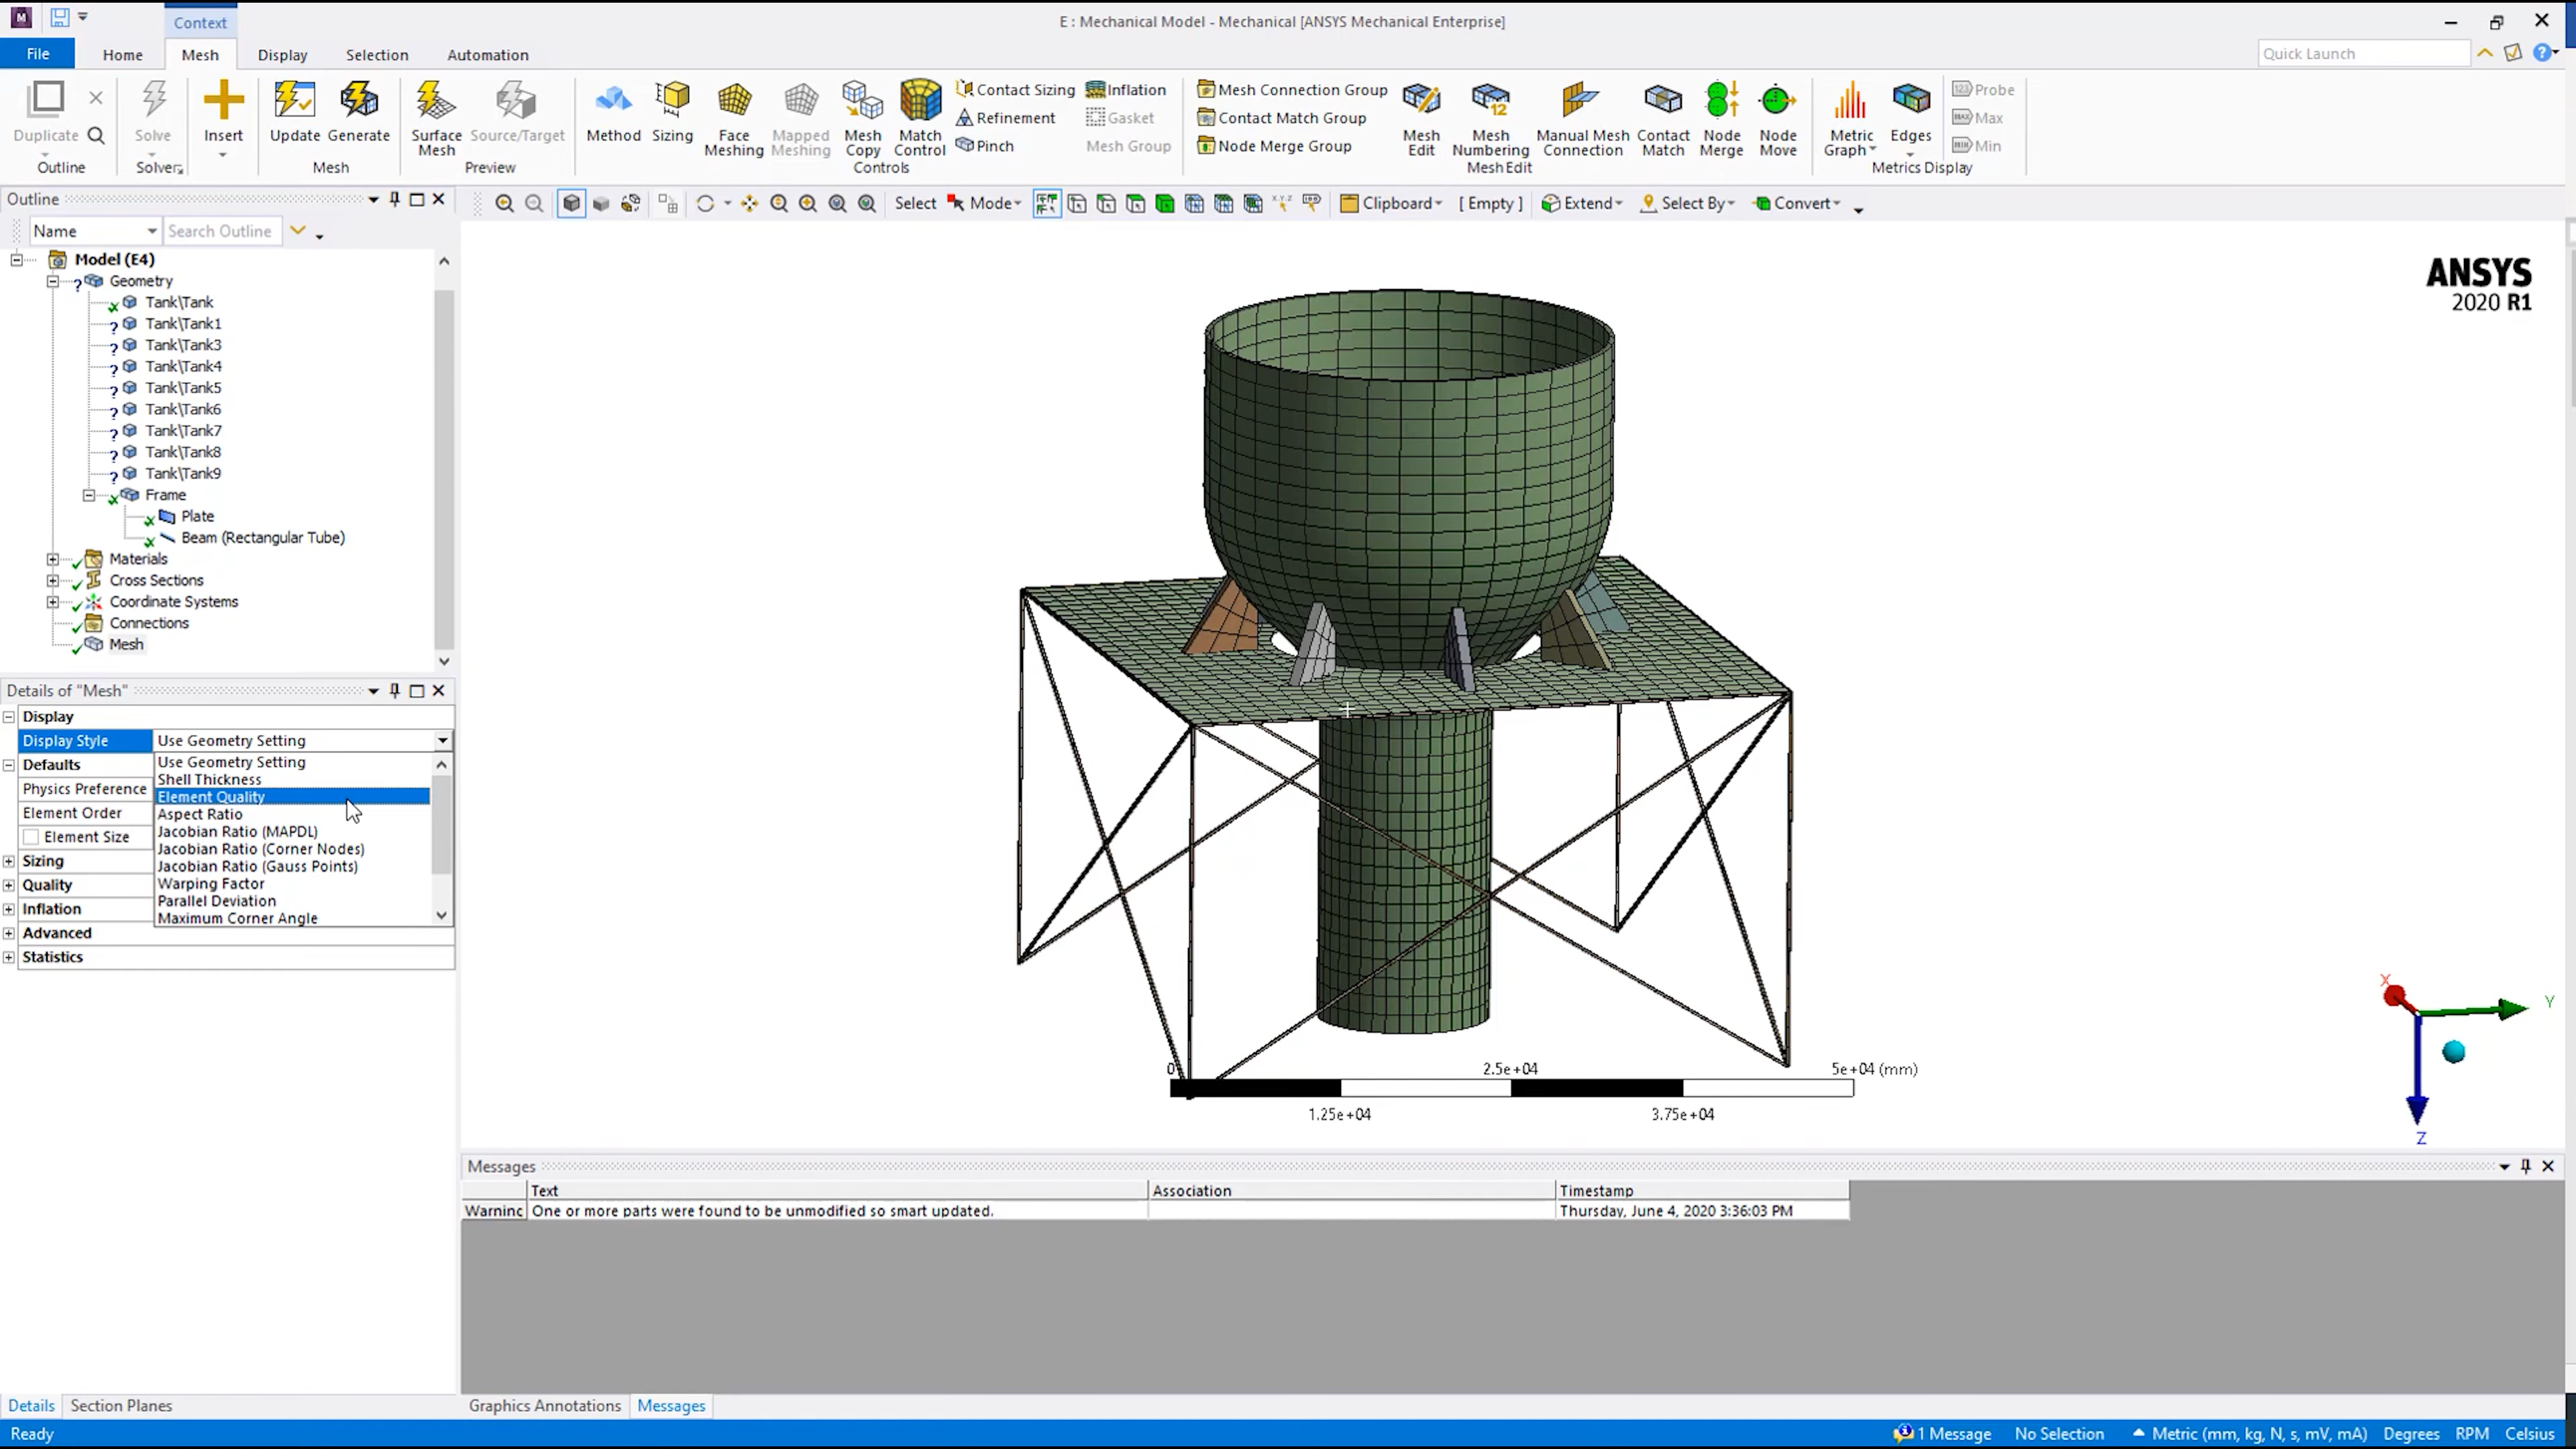 Context
E : Mechanical Model - Mechanical [ANSYS Mechanical Enterprise]
File
Home
Mesh
Display
Selection
Automation
Quick Launch
Duplicate
Outline
Solve
Solver
Insert
Update
Generate
Mesh
Surface Mesh
Source/Target
Preview
Method
Sizing
Face Meshing
Mapped Meshing
Mesh Copy
Match Control
Contact Sizing
Refinement
Pinch
Inflation
Gasket
Mesh Group
Controls
Mesh Connection Group
Contact Match Group
Node Merge Group
Mesh Edit
Mesh Numbering
Manual Mesh Connection
Contact Match
Node Merge
Node Move
Mesh Edit
Metric Graph
Edges
Probe
Max
Min
Metrics Display
Outline
Name
Search Outline
Select
Mode
Clipboard
[ Empty ]
Extend
Select By
Convert
Model (E4)
Geometry
Tank\Tank
Tank\Tank1
Tank\Tank3
Tank\Tank4
Tank\Tank5
Tank\Tank6
Tank\Tank7
Tank\Tank8
Tank\Tank9
Frame
Plate
Beam (Rectangular Tube)
Materials
Cross Sections
Coordinate Systems
Connections
Mesh
Details of "Mesh"
Display
Display Style
Use Geometry Setting
Defaults
Physics Preference
Element Order
Element Size
Sizing
Quality
Inflation
Advanced
Statistics
Use Geometry Setting
Shell Thickness
Element Quality
Aspect Ratio
Jacobian Ratio (MAPDL)
Jacobian Ratio (Corner Nodes)
Jacobian Ratio (Gauss Points)
Warping Factor
Parallel Deviation
Maximum Corner Angle
ANSYS
2020 R1
0
2.5e+04
5e+04 (mm)
1.25e+04
3.75e+04
X
Y
Z
Messages
Text
Association
Timestamp
Warninc
One or more parts were found to be unmodified so smart updated.
Thursday, June 4, 2020 3:36:03 PM
Details
Section Planes
Graphics Annotations
Messages
Ready
1 Message
No Selection
Metric (mm, kg, N, s, mV, mA)
Degrees
RPM
Celsius